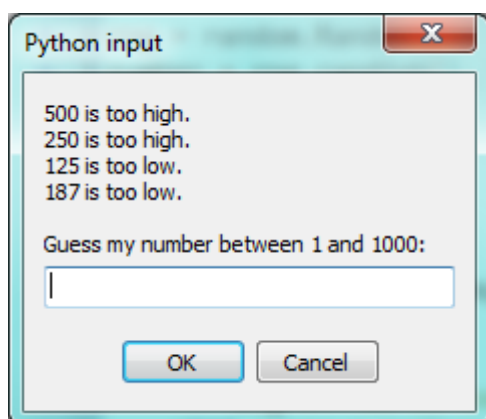 Python input
500 is too high.
250 is too high.
125 is too low.
187 is too low.
Guess my number between 1 and 1000:
OK
Cancel